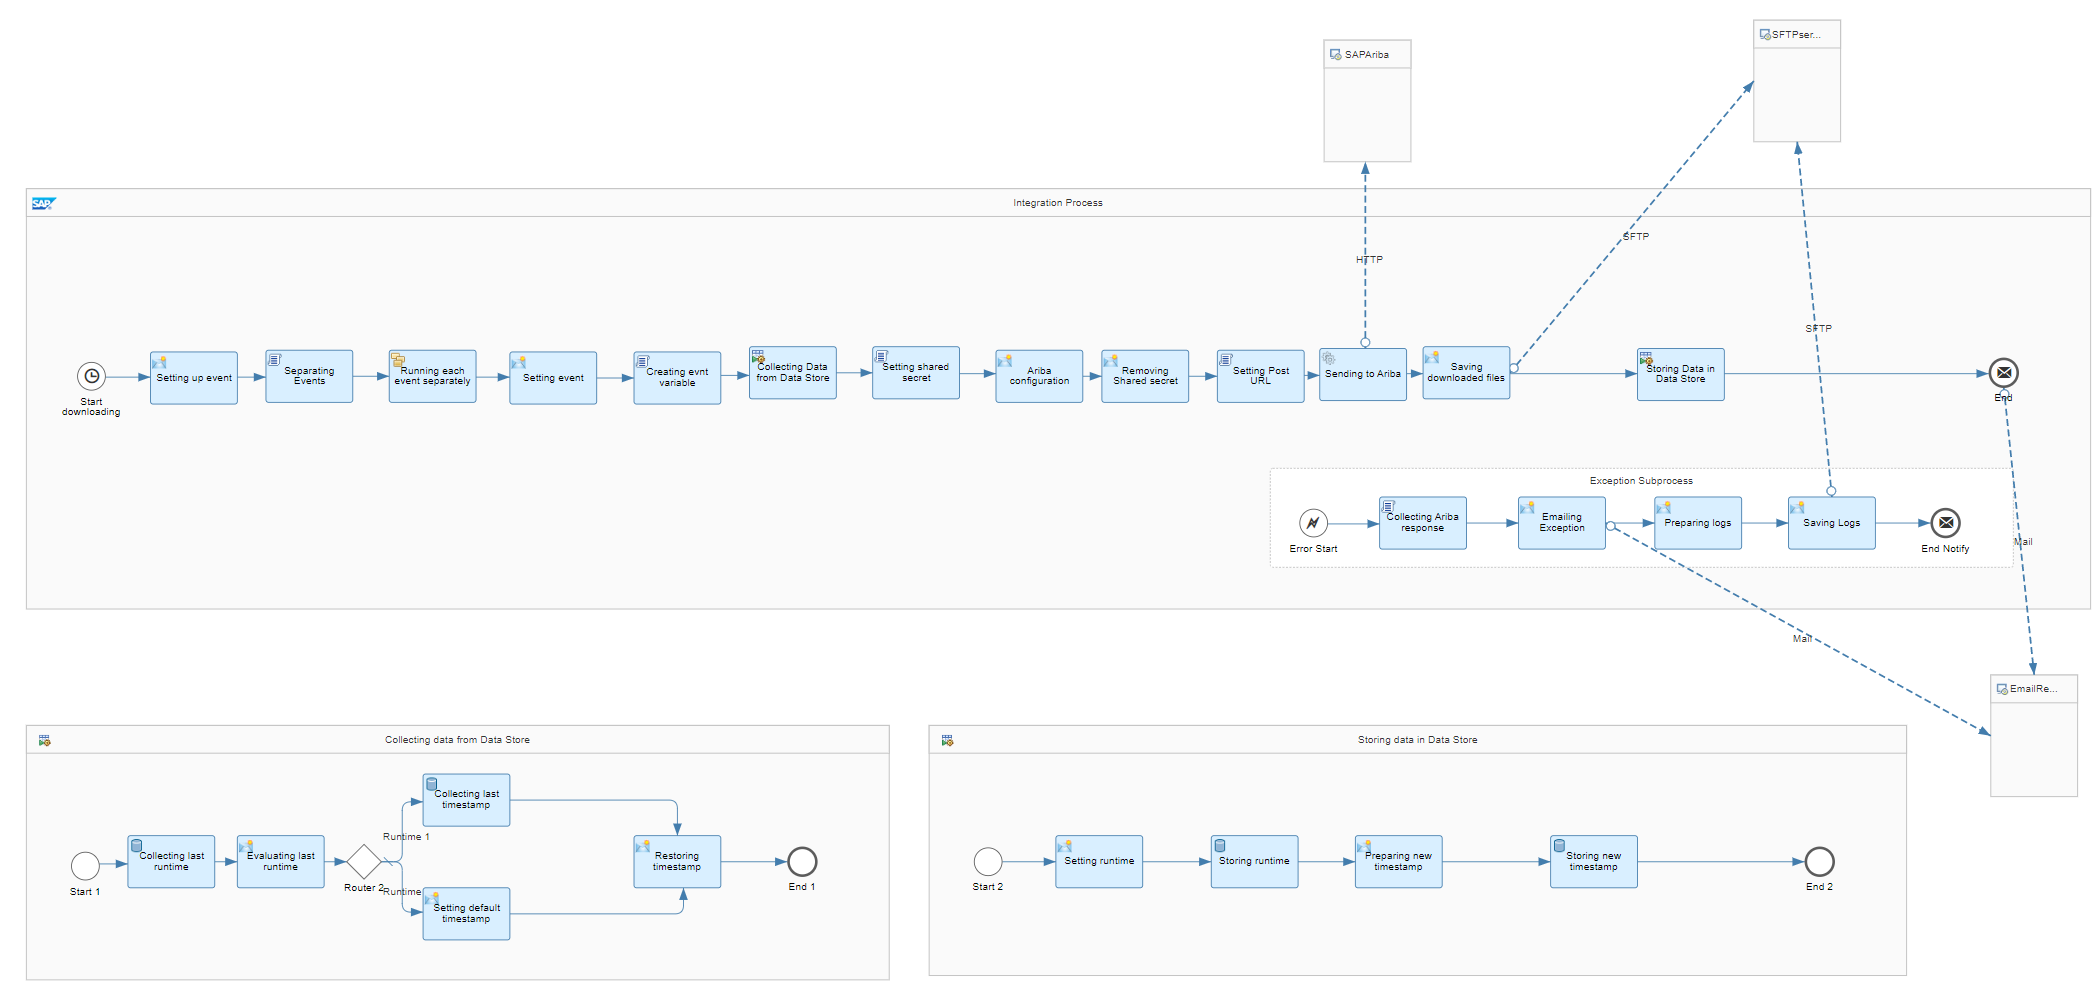 SFTPser...
SAPAriba
SAP
Integration Process
SFTP
HTTP
SFTP
Start
downloading
Setting up event
Separating
Events
Running each
event separately
Setting event
Creating evnt
variable
Collecting Data
from Data Store
Setting shared
secret
Ariba
configuration
Removing
Shared secret
Setting Post
URL
Sending to Ariba
Saving
downloaded files
Storing Data in
Data Store
End
Exception Subprocess
Error Start
Collecting Ariba
response
Emailing
Exception
Preparing logs
Saving Logs
End Notify
Mail
Mail
EmailRe...
Collecting data from Data Store
Start 1
Collecting last
runtime
Evaluating last
runtime
Router 2
Runtime 1
Runtime
Collecting last
timestamp
Setting default
timestamp
Restoring
timestamp
End 1
Storing data in Data Store
Start 2
Setting runtime
Storing runtime
Preparing new
timestamp
Storing new
timestamp
End 2